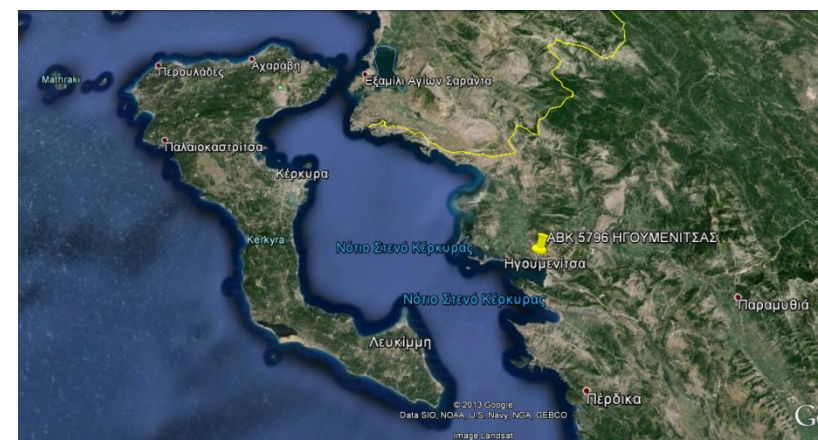 Mathraki
Περουλάδες
Αχαράβη
Εξαμίλι Αγίων Σαράντα
Παλαιοκαστρίτσα
Κέρκυρα
Kerkyra
Νότιο Στενό Κέρκυρας
ΑΒΚ 5796 ΗΓΟΥΜΕΝΙΤΣΑΣ
Ηγουμενίτσα
Νότιο Στενό Κέρκυρας
Παραμυθιά
Λευκίμμη
Πέρδικα
© 2013 Google
Data SIO, NOAA, U.S. Navy, NGA, GEBCO
Image Landsat